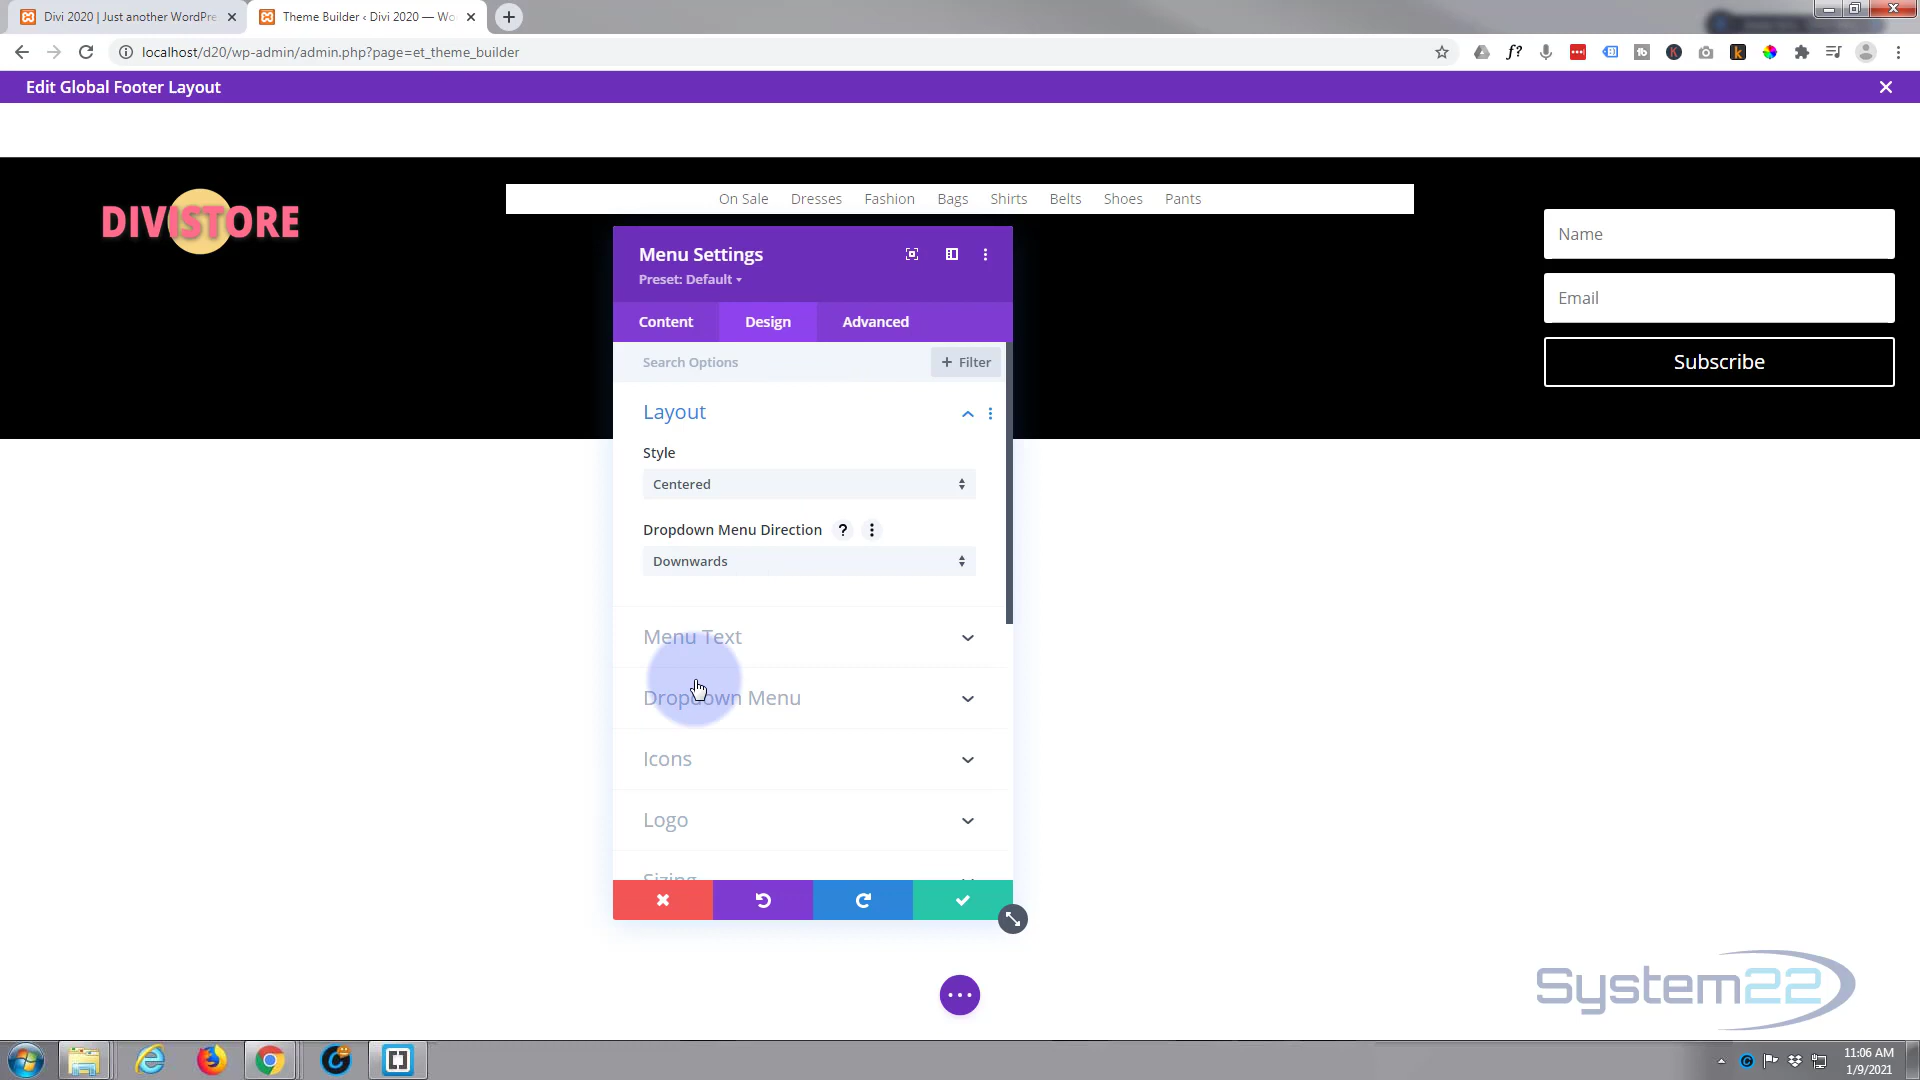 Divi 2020 | Just another WordPre
Theme Builder ‹ Divi 2020 — Wo
localhost/d20/wp-admin/admin.php?page=et_theme_builder
Edit Global Footer Layout
DIVISTORE
On Sale Dresses Fashion Bags Shirts Belts Shoes Pants
Name
Email
Subscribe
Menu Settings
Preset: Default
Content Design Advanced
Search Options
+ Filter
Layout
Style
Centered
Dropdown Menu Direction ?
Downwards
Menu Text
Dropdown Menu
Icons
Logo
Sizing
System22
11:06 AM
1/9/2021